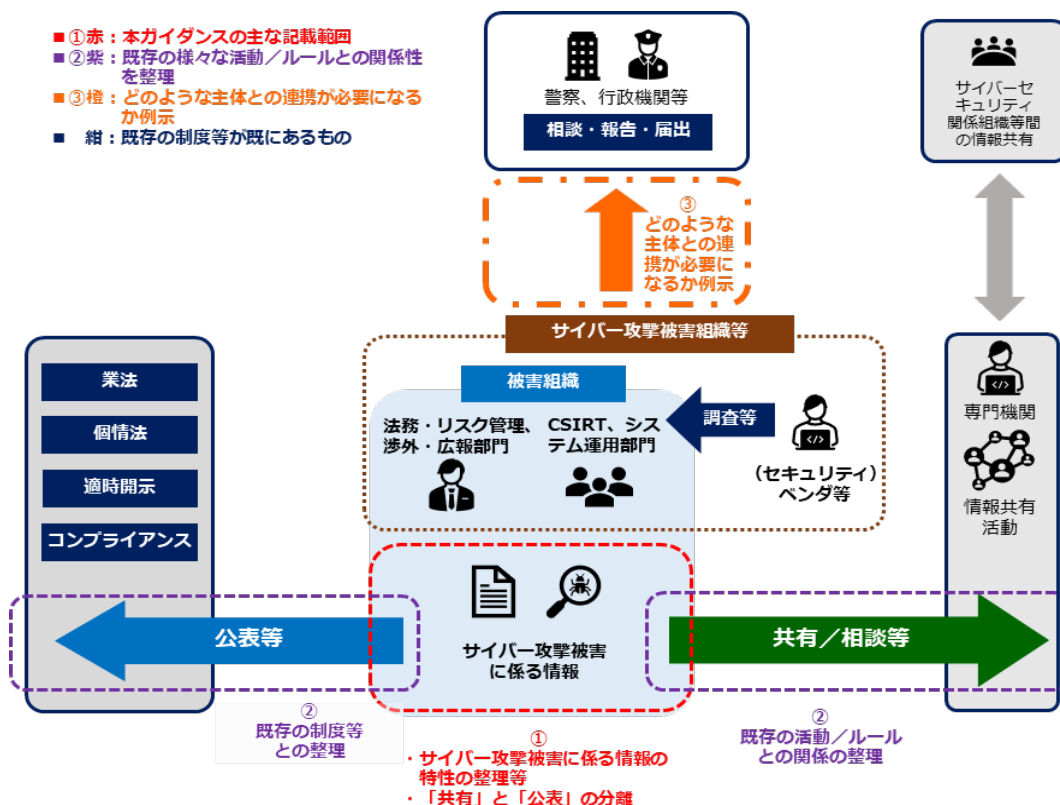 ■①赤：本ガイダンスの主な記載範囲
■②紫：既存の様々な活動／ルールとの関係性
を整理
■③橙：どのような主体との連携が必要になる
か例示
■　紺：既存の制度等が既にあるもの
警察、行政機関等
相談・報告・届出
サイバーセ
キュリティ
関係組織等間
の情報共有
③
どのような
主体との連
携が必要に
なるか例示
サイバー攻撃被害組織等
被害組織
業法
個情法
適時開示
コンプライアンス
法務・リスク管理、
渉外・広報部門
CSIRT、シス
テム運用部門
調査等
（セキュリティ）
ベンダ等
専門機関
情報共有
活動
公表等
サイバー攻撃被害
に係る情報
共有／相談等
②
既存の制度等
との整理
①
・サイバー攻撃被害に係る情報の
特性の整理等
・「共有」と「公表」の分離
②
既存の活動／ルール
との関係の整理